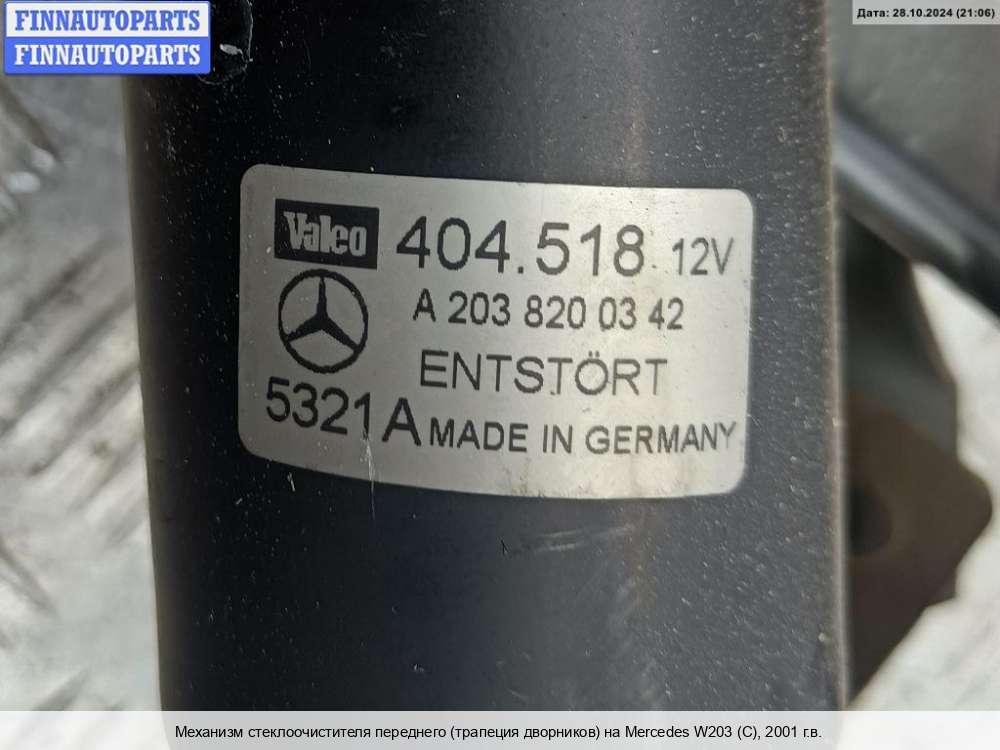 FINNAUTOPARTS
FINNAUTOPARTS
Дата: 28.10.2024 (21:06)
Valeo 404.518 12V
A 203 820 03 42
ENTSTÖRT
5321A MADE IN GERMANY
Механизм стеклоочистителя переднего (трапеция дворников) на Mercedes W203 (C), 2001 г.в.